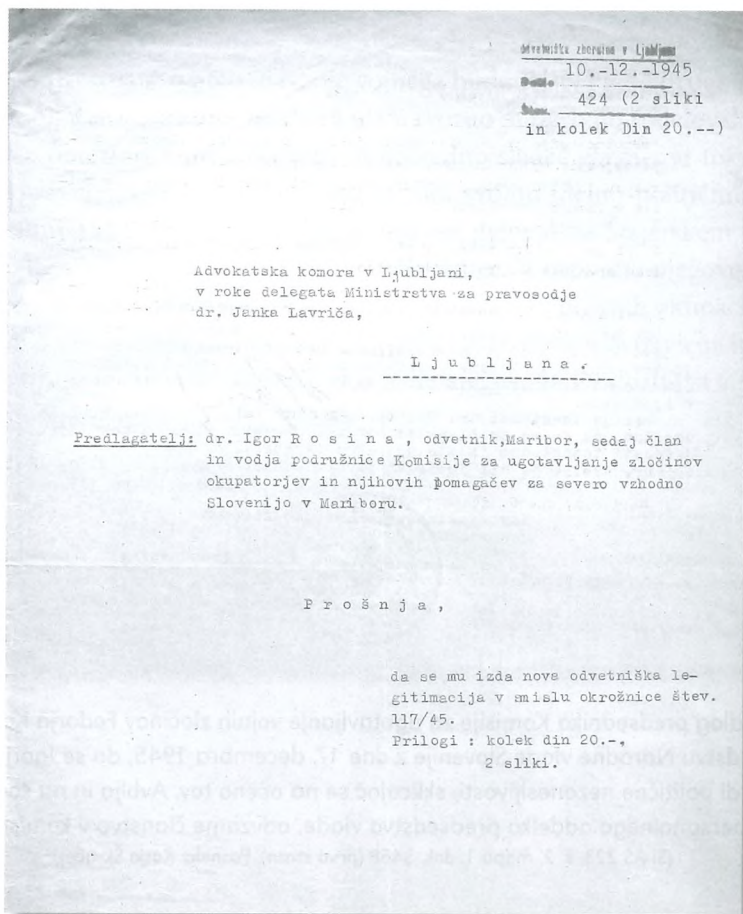 Odvetniška zbornica v Ljubljani
10.-12.-1945
424 (2 sliki
in kolek Din 20.--)
Advokatska komora v Ljubljani,
v roke delegata Ministrstva za pravosodje
dr. Janka Lavriča,
L j u b l j a n a .
Predlagatelj: dr. Igor R o s i n a , odvetnik,Maribor, sedaj član
in vodja podružnice Komisije za ugotavljanje zločinov
okupatorjev in njihovih pomagačev za severo vzhodno
Slovenijo v Mariboru.
P r o š n j a ,
da se mu izda nova odvetniška le-
gitimacija v smislu okrožnice štev.
117/45.
Prilogi : kolek din 20.-,
2 sliki.